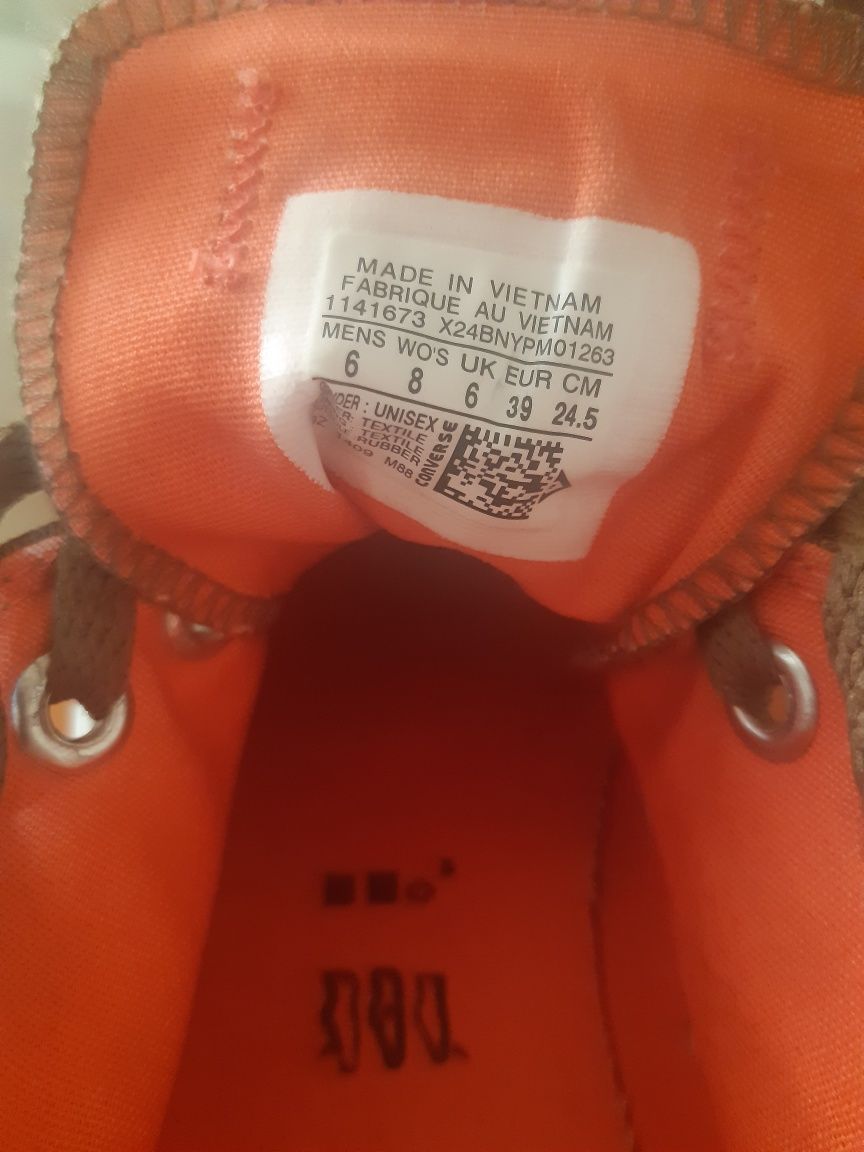 MADE IN VIETNAM
FABRIQUE AU VIETNAM
1141673 X24BNYPM01263
MENS WO'S UK EUR CM
6 8 6 39 24.5
DER : UNISEX
R: TEXTILE
TEXTILE
RUBBER
M88
CONVERSE